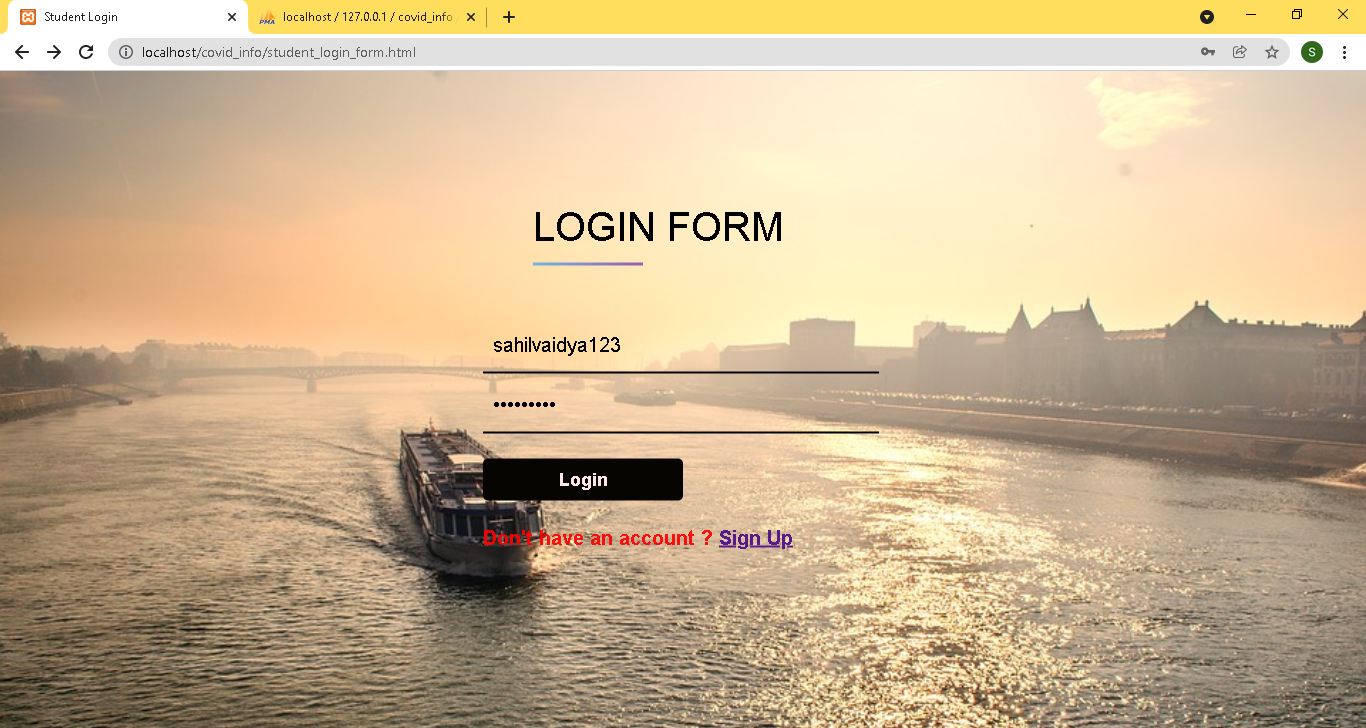 Student Login
PMA
localhost / 127.0.0.1 / covid_info
localhost/covid_info/student_login_form.html
S
LOGIN FORM
sahilvaidya123
•••••••••
Login
Don't have an account ? Sign Up